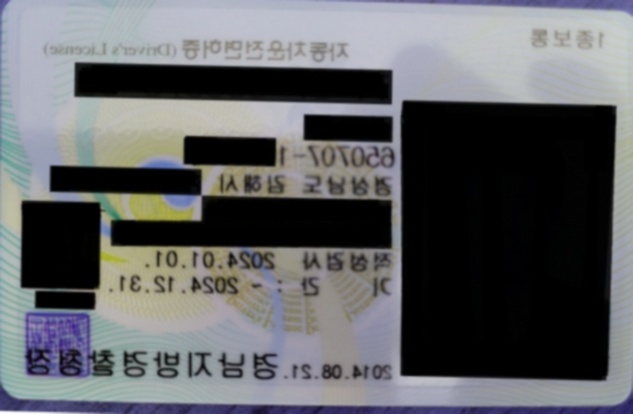 1종보통
자동차운전면허증 (Driver's License)
650707-1
경상남도 김해시
적성검사 2024.01.01.
기 간 : ~ 2024.12.31.
2014.08.21. 경남지방경찰청장